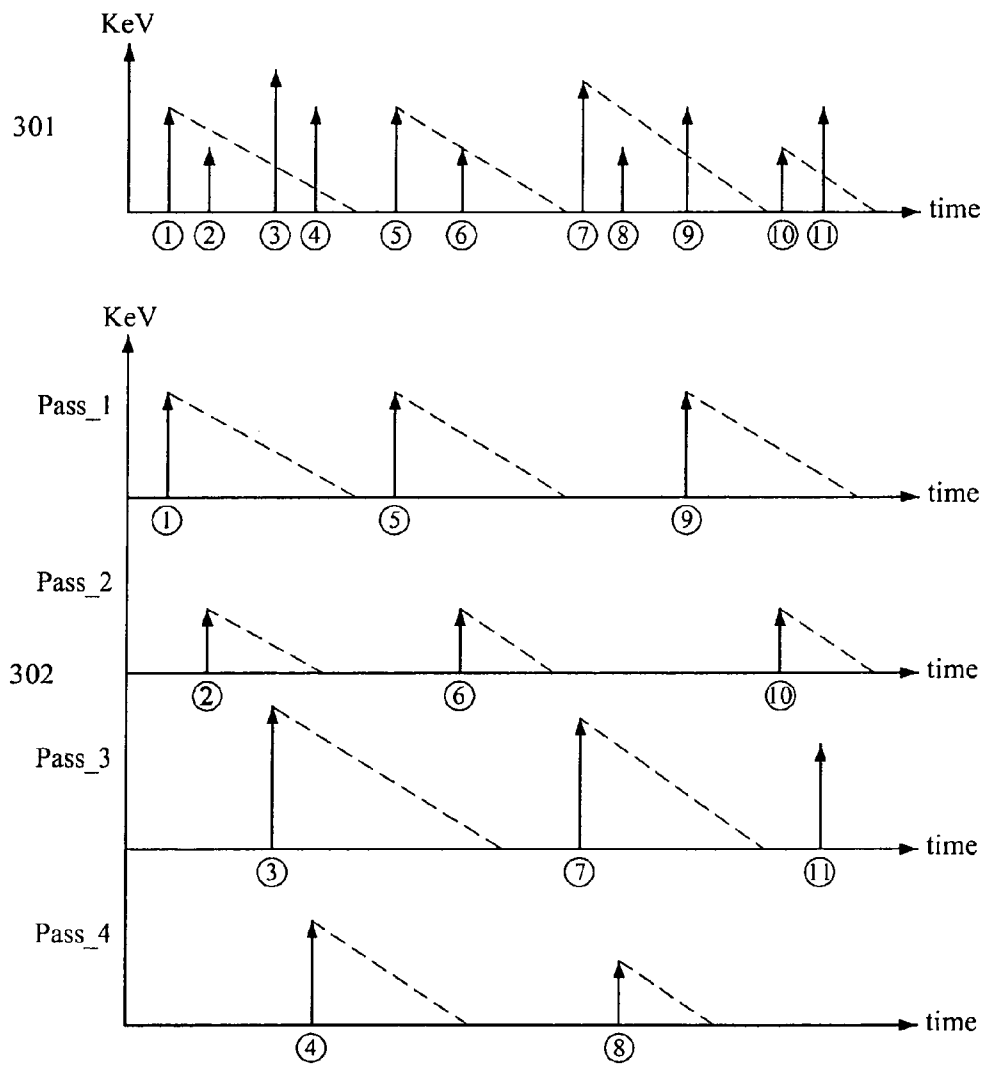 KeV
301
time
① ② ③ ④ ⑤ ⑥ ⑦ ⑧ ⑨ ⑩ ⑪
KeV
Pass_1
time
① ⑤ ⑨
Pass_2
302
time
② ⑥ ⑩
Pass_3
time
③ ⑦ ⑪
Pass_4
time
④ ⑧